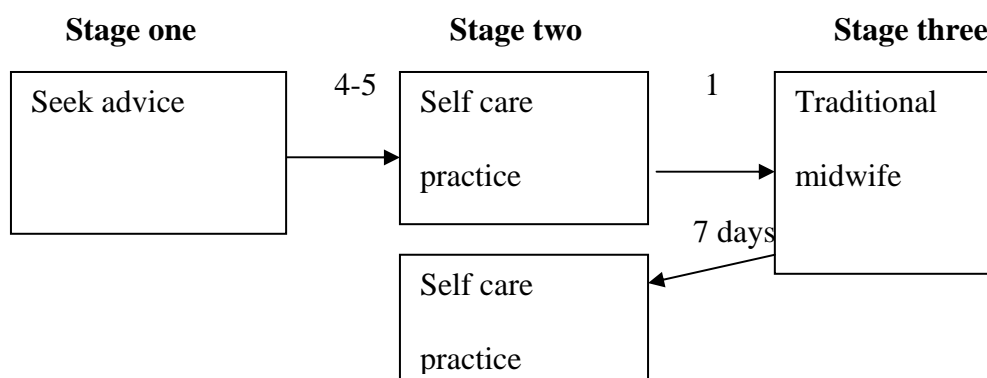 Stage one
Stage two
Stage three
Seek advice
4-5
Self care
practice
1
Traditional
midwife
7 days
Self care
practice